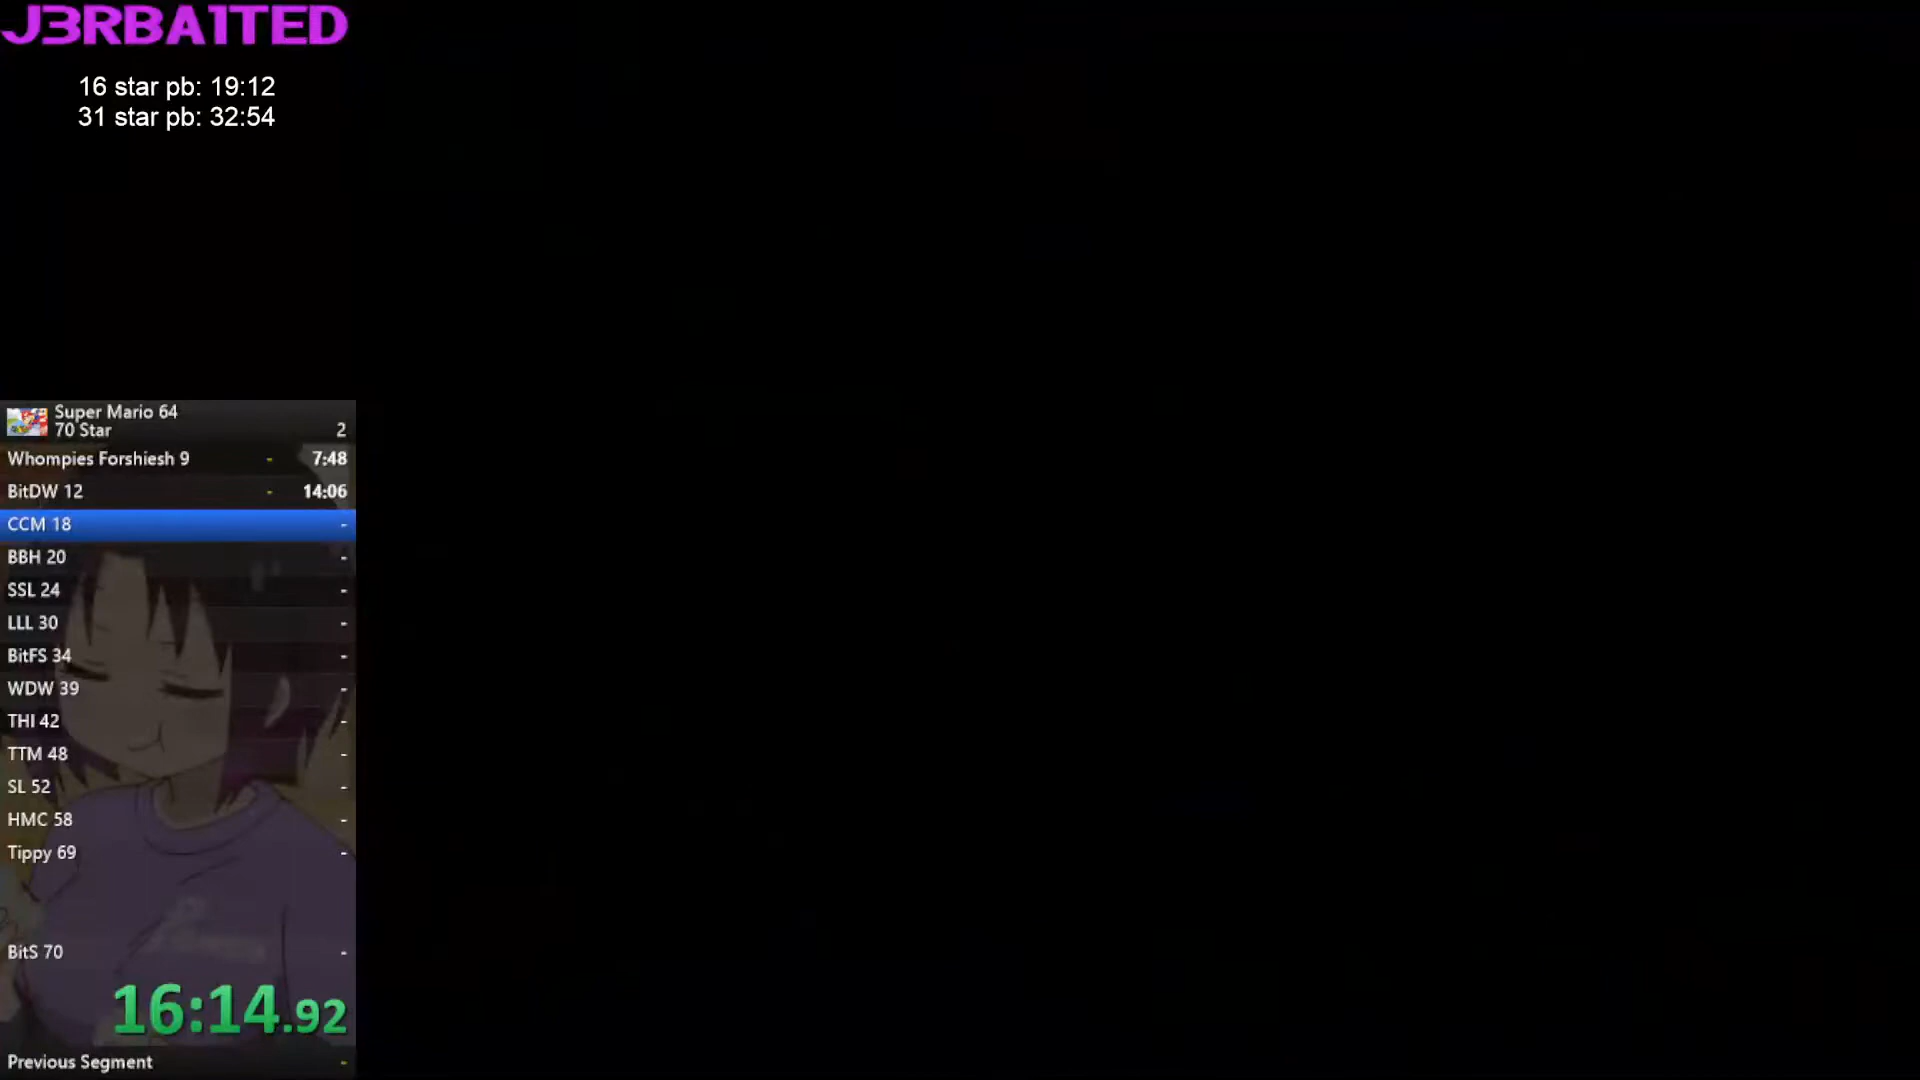 J3RBA1TED
16 star pb: 19:12
31 star pb: 32:54
Super Mario 64
70 Star 2
Whompies Forshiesh 9 - 7:48
BitDW 12 - 14:06
CCM 18 -
BBH 20 -
SSL 24 -
LLL 30 -
BitFS 34 -
WDW 39 -
THI 42 -
TTM 48 -
SL 52 -
HMC 58 -
Tippy 69 -
BitS 70 -
16:14.92
Previous Segment -